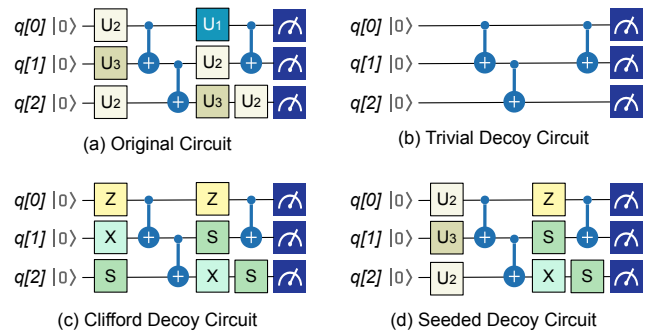 q[0] |0⟩ U2 U1
q[1] |0⟩ U3 U2
q[2] |0⟩ U2 U3 U2
(a) Original Circuit
q[0] |0⟩
q[1] |0⟩
q[2] |0⟩
(b) Trivial Decoy Circuit
q[0] |0⟩ Z Z
q[1] |0⟩ X S
q[2] |0⟩ S X S
(c) Clifford Decoy Circuit
q[0] |0⟩ U2 Z
q[1] |0⟩ U3 S
q[2] |0⟩ U2 X S
(d) Seeded Decoy Circuit